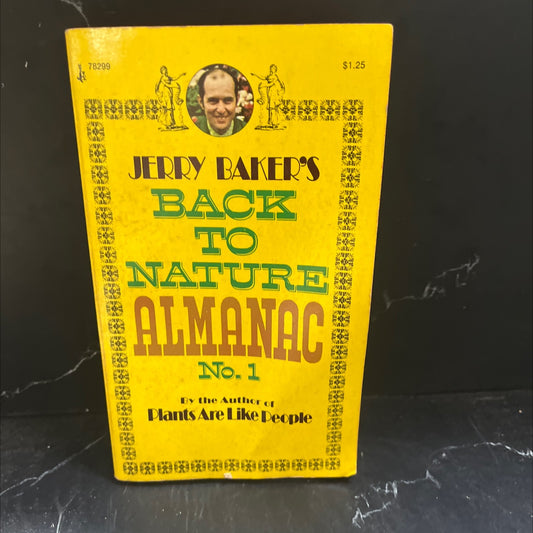 78299
$1.25
JERRY BAKER'S
BACK
TO
NATURE
ALMANAC
No. 1
By the Author of
Plants Are Like People